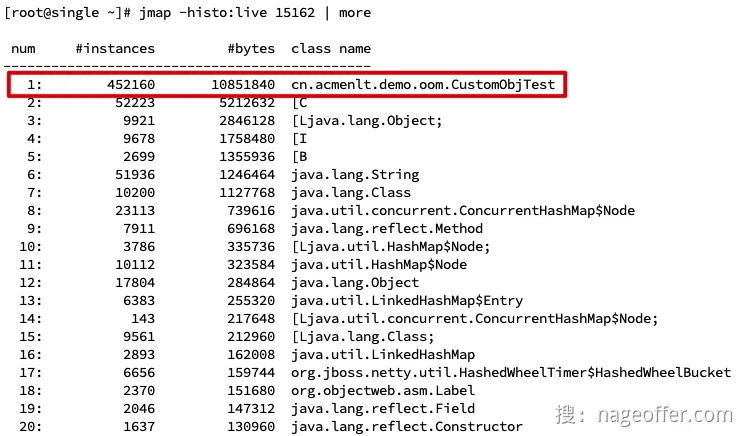 [root@single ~]# jmap -histo:live 15162 | more
num #instances #bytes class name
----------------------------------------------
1: 452160 10851840 cn.acmenlt.demo.oom.CustomObjTest
2: 52223 5212632 [C
3: 9921 2846128 [Ljava.lang.Object;
4: 9678 1758480 [I
5: 2699 1355936 [B
6: 51936 1246464 java.lang.String
7: 10200 1127768 java.lang.Class
8: 23113 739616 java.util.concurrent.ConcurrentHashMap$Node
9: 7911 696168 java.lang.reflect.Method
10: 3786 335736 [Ljava.util.HashMap$Node;
11: 10112 323584 java.util.HashMap$Node
12: 17804 284864 java.lang.Object
13: 6383 255320 java.util.LinkedHashMap$Entry
14: 143 217648 [Ljava.util.concurrent.ConcurrentHashMap$Node;
15: 9561 212960 [Ljava.lang.Class;
16: 2893 162008 java.util.LinkedHashMap
17: 6656 159744 org.jboss.netty.util.HashedWheelTimer$HashedWheelBucket
18: 2370 151680 org.objectweb.asm.Label
19: 2046 147312 java.lang.reflect.Field
20: 1637 130960 java.lang.reflect.Constructor
搜：nageoffer.com